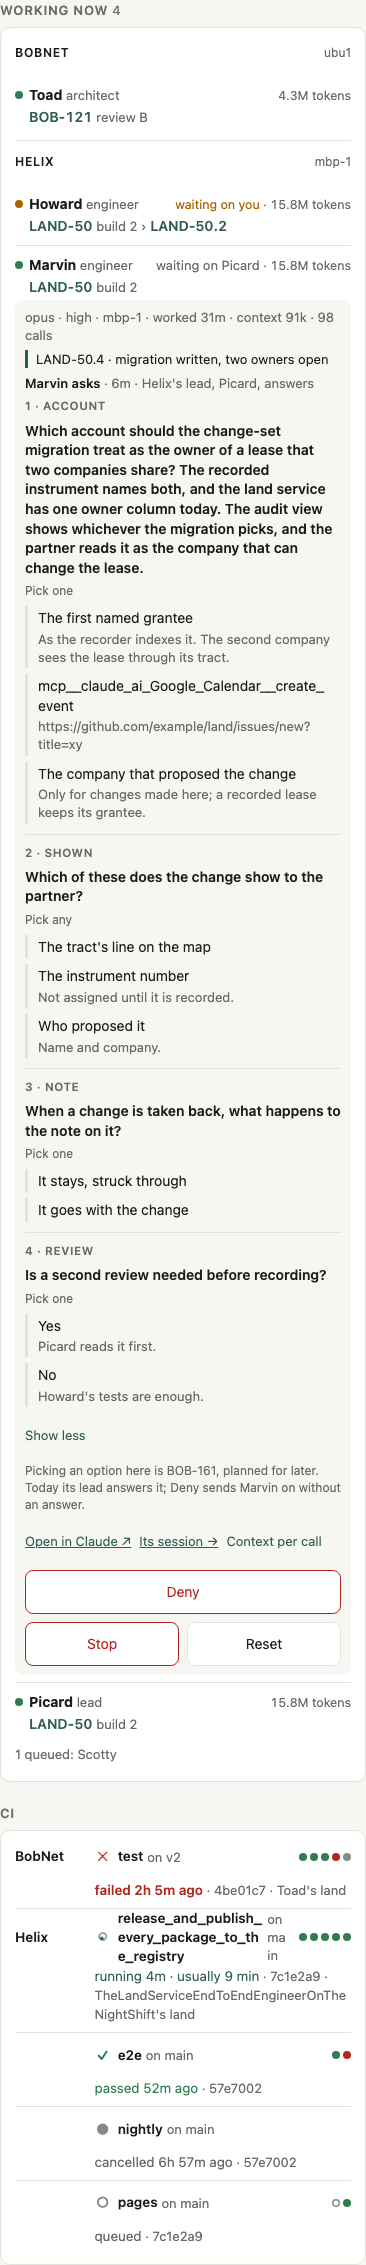 WORKING NOW 4
BOBNET ubu1
Toad architect 4.3M tokens
BOB-121 review B
HELIX mbp-1
Howard engineer waiting on you · 15.8M tokens
LAND-50 build 2 › LAND-50.2
Marvin engineer waiting on Picard · 15.8M tokens
LAND-50 build 2
opus · high · mbp-1 · worked 31m · context 91k · 98
calls
LAND-50.4 · migration written, two owners open
Marvin asks · 6m · Helix's lead, Picard, answers
1 · ACCOUNT
Which account should the change-set
migration treat as the owner of a lease that
two companies share? The recorded
instrument names both, and the land service
has one owner column today. The audit view
shows whichever the migration picks, and the
partner reads it as the company that can
change the lease.
Pick one
The first named grantee
As the recorder indexes it. The second company
sees the lease through its tract.
mcp__claude_ai_Google_Calendar__create_
event
https://github.com/example/land/issues/new?
title=xy
The company that proposed the change
Only for changes made here; a recorded lease
keeps its grantee.
2 · SHOWN
Which of these does the change show to the
partner?
Pick any
The tract's line on the map
The instrument number
Not assigned until it is recorded.
Who proposed it
Name and company.
3 · NOTE
When a change is taken back, what happens to
the note on it?
Pick one
It stays, struck through
It goes with the change
4 · REVIEW
Is a second review needed before recording?
Pick one
Yes
Picard reads it first.
No
Howard's tests are enough.
Show less
Picking an option here is BOB-161, planned for later.
Today its lead answers it; Deny sends Marvin on without
an answer.
Open in Claude ↗ Its session → Context per call
Deny
Stop Reset
Picard lead 15.8M tokens
LAND-50 build 2
1 queued: Scotty
CI
BobNet test on v2
failed 2h 5m ago · 4be01c7 · Toad's land
Helix release_and_publish_
every_package_to_th
e_registry
on
ma
in
running 4m · usually 9 min · 7c1e2a9 ·
TheLandServiceEndToEndEngineerOnThe
NightShift's land
e2e on main
passed 52m ago · 57e7002
nightly on main
cancelled 6h 57m ago · 57e7002
pages on main
queued · 7c1e2a9